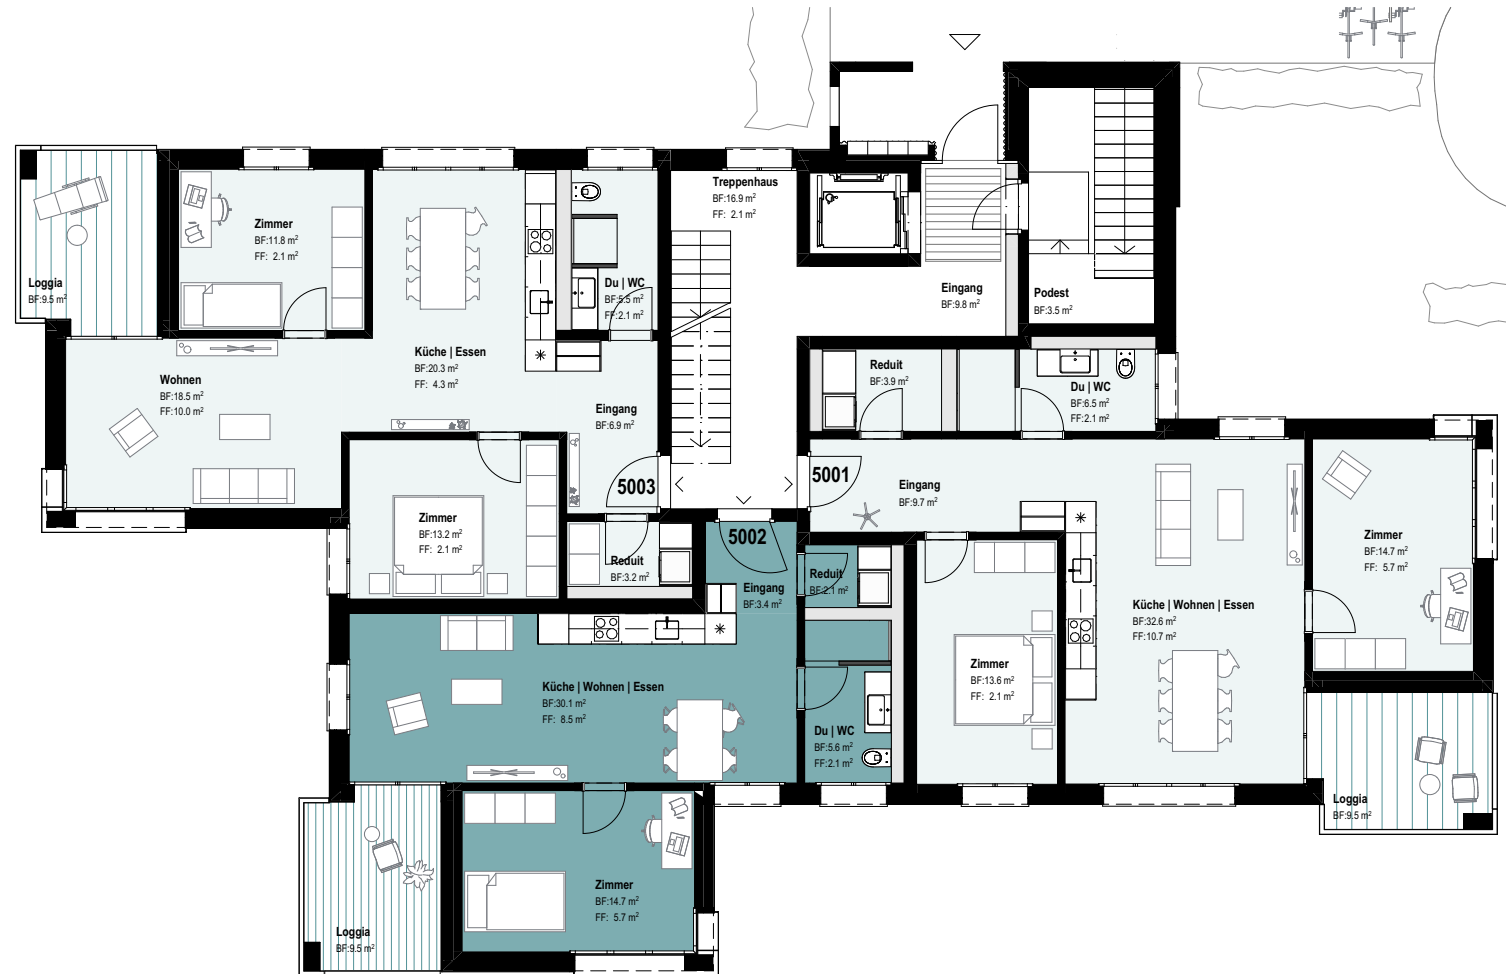 Treppenhaus
BF:16.9 m²
FF: 2.1 m²
Zimmer
BF:11.8 m²
FF: 2.1 m²
Loggia
BF:9.5 m²
Du | WC
BF:5.5 m²
FF:2.1 m²
Eingang
BF:9.8 m²
Podest
BF:3.5 m²
Küche | Essen
BF:20.3 m²
FF: 4.3 m²
Wohnen
BF:18.5 m²
FF:10.0 m²
Reduit
BF:3.9 m²
Du | WC
BF:6.5 m²
FF:2.1 m²
Eingang
BF:6.9 m²
5003
5001
Eingang
BF:9.7 m²
Zimmer
BF:13.2 m²
FF: 2.1 m²
5002
Zimmer
BF:14.7 m²
FF: 5.7 m²
Reduit
BF:3.2 m²
Eingang
BF:3.4 m²
Reduit
BF:2.1 m²
Küche | Wohnen | Essen
BF:32.6 m²
FF:10.7 m²
Zimmer
BF:13.6 m²
FF: 2.1 m²
Küche | Wohnen | Essen
BF:30.1 m²
FF: 8.5 m²
Du | WC
BF:5.6 m²
FF:2.1 m²
Loggia
BF:9.5 m²
Zimmer
BF:14.7 m²
FF: 5.7 m²
Loggia
BF:9.5 m²